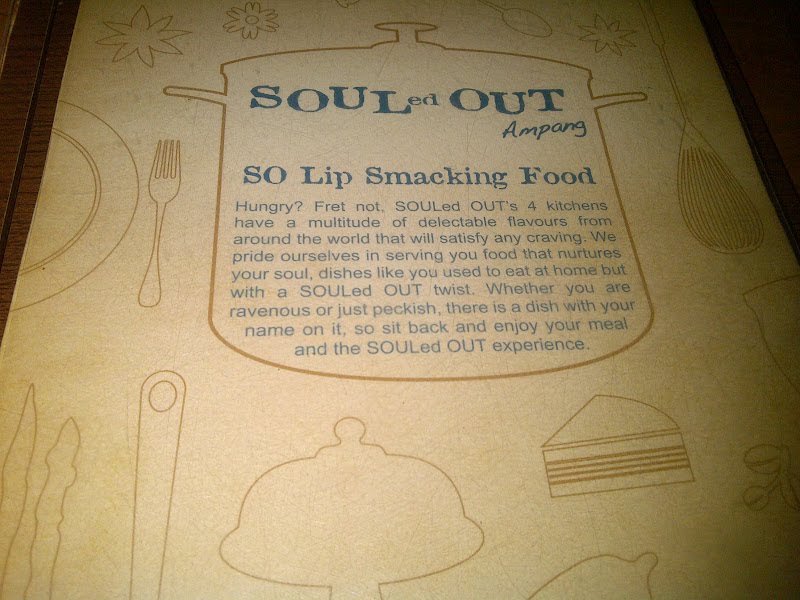 SOULed OUT
Ampang
SO Lip Smacking Food
Hungry? Fret not, SOULed OUT's 4 kitchens
have a multitude of delectable flavours from
around the world that will satisfy any craving. We
pride ourselves in serving you food that nurtures
your soul, dishes like you used to eat at home but
with a SOULed OUT twist. Whether you are
ravenous or just peckish, there is a dish with your
name on it, so sit back and enjoy your meal
and the SOULed OUT experience.